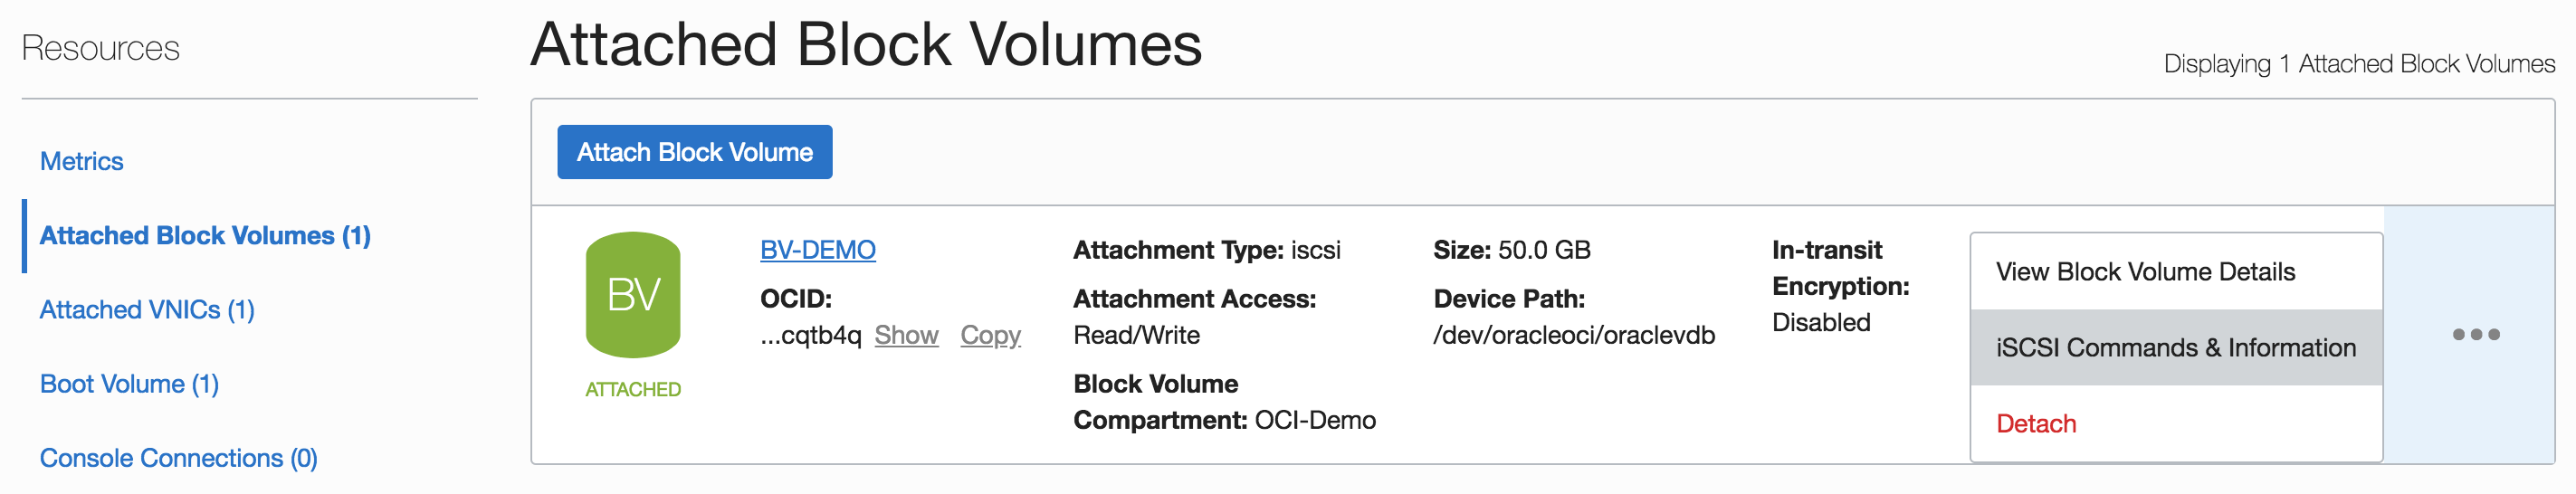 Resources
Metrics
Attached Block Volumes (1)
Attached VNICs (1)
Boot Volume (1)
Console Connections (0)
Attached Block Volumes
Displaying 1 Attached Block Volumes
Attach Block Volume
BV
ATTACHED
BV-DEMO
OCID:
...cqtb4q Show Copy
Attachment Type: iscsi
Attachment Access:
Read/Write
Block Volume
Compartment: OCI-Demo
Size: 50.0 GB
Device Path:
/dev/oracleoci/oraclevdb
In-transit
Encryption:
Disabled
View Block Volume Details
iSCSI Commands & Information
Detach